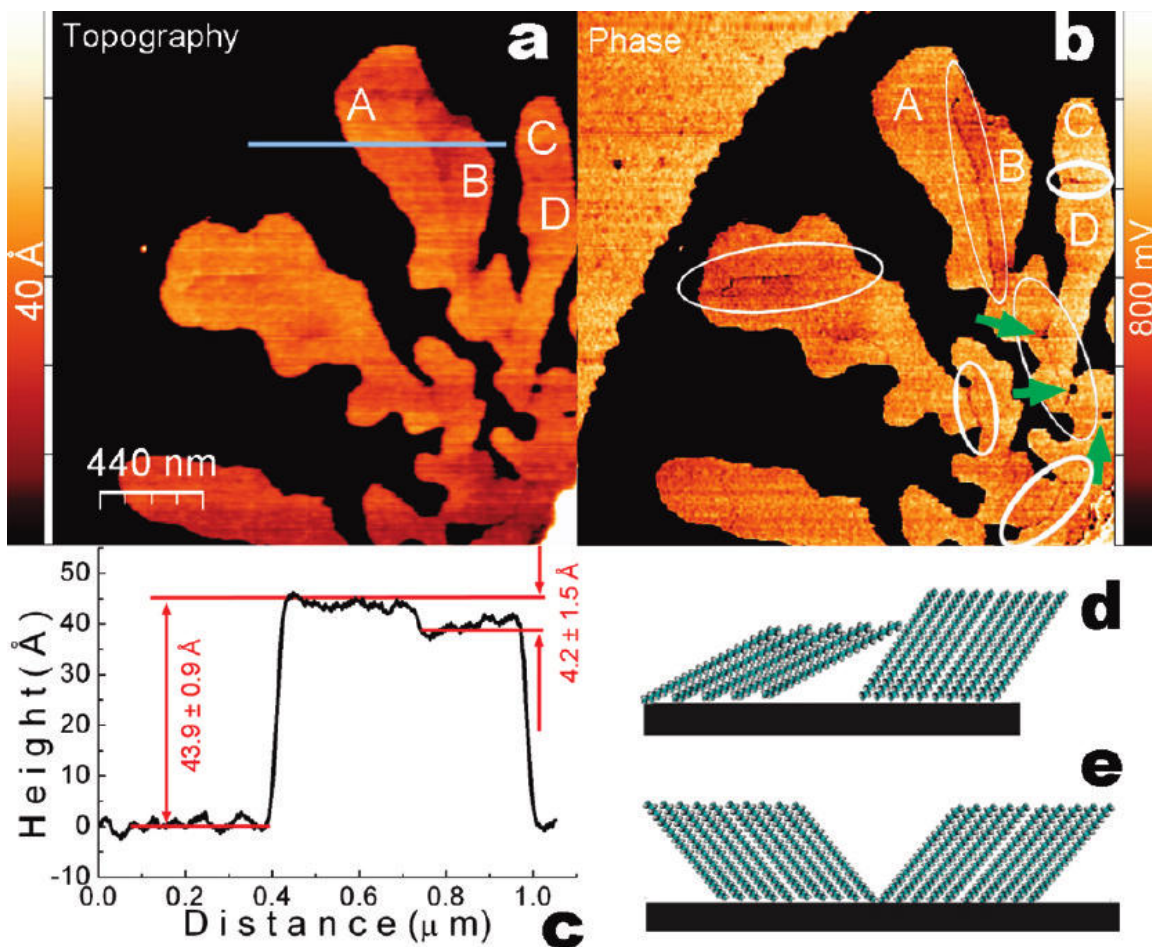 Topography
a
Phase
b
A
B
C
D
A
B
C
D
40 Å
440 nm
800 mV
50
40
30
20
10
0
-10
Height(Å)
43.9 ± 0.9 Å
4.2 ± 1.5 Å
0.0
0.2
0.4
0.6
0.8
1.0
Distance(μm)
c
d
e